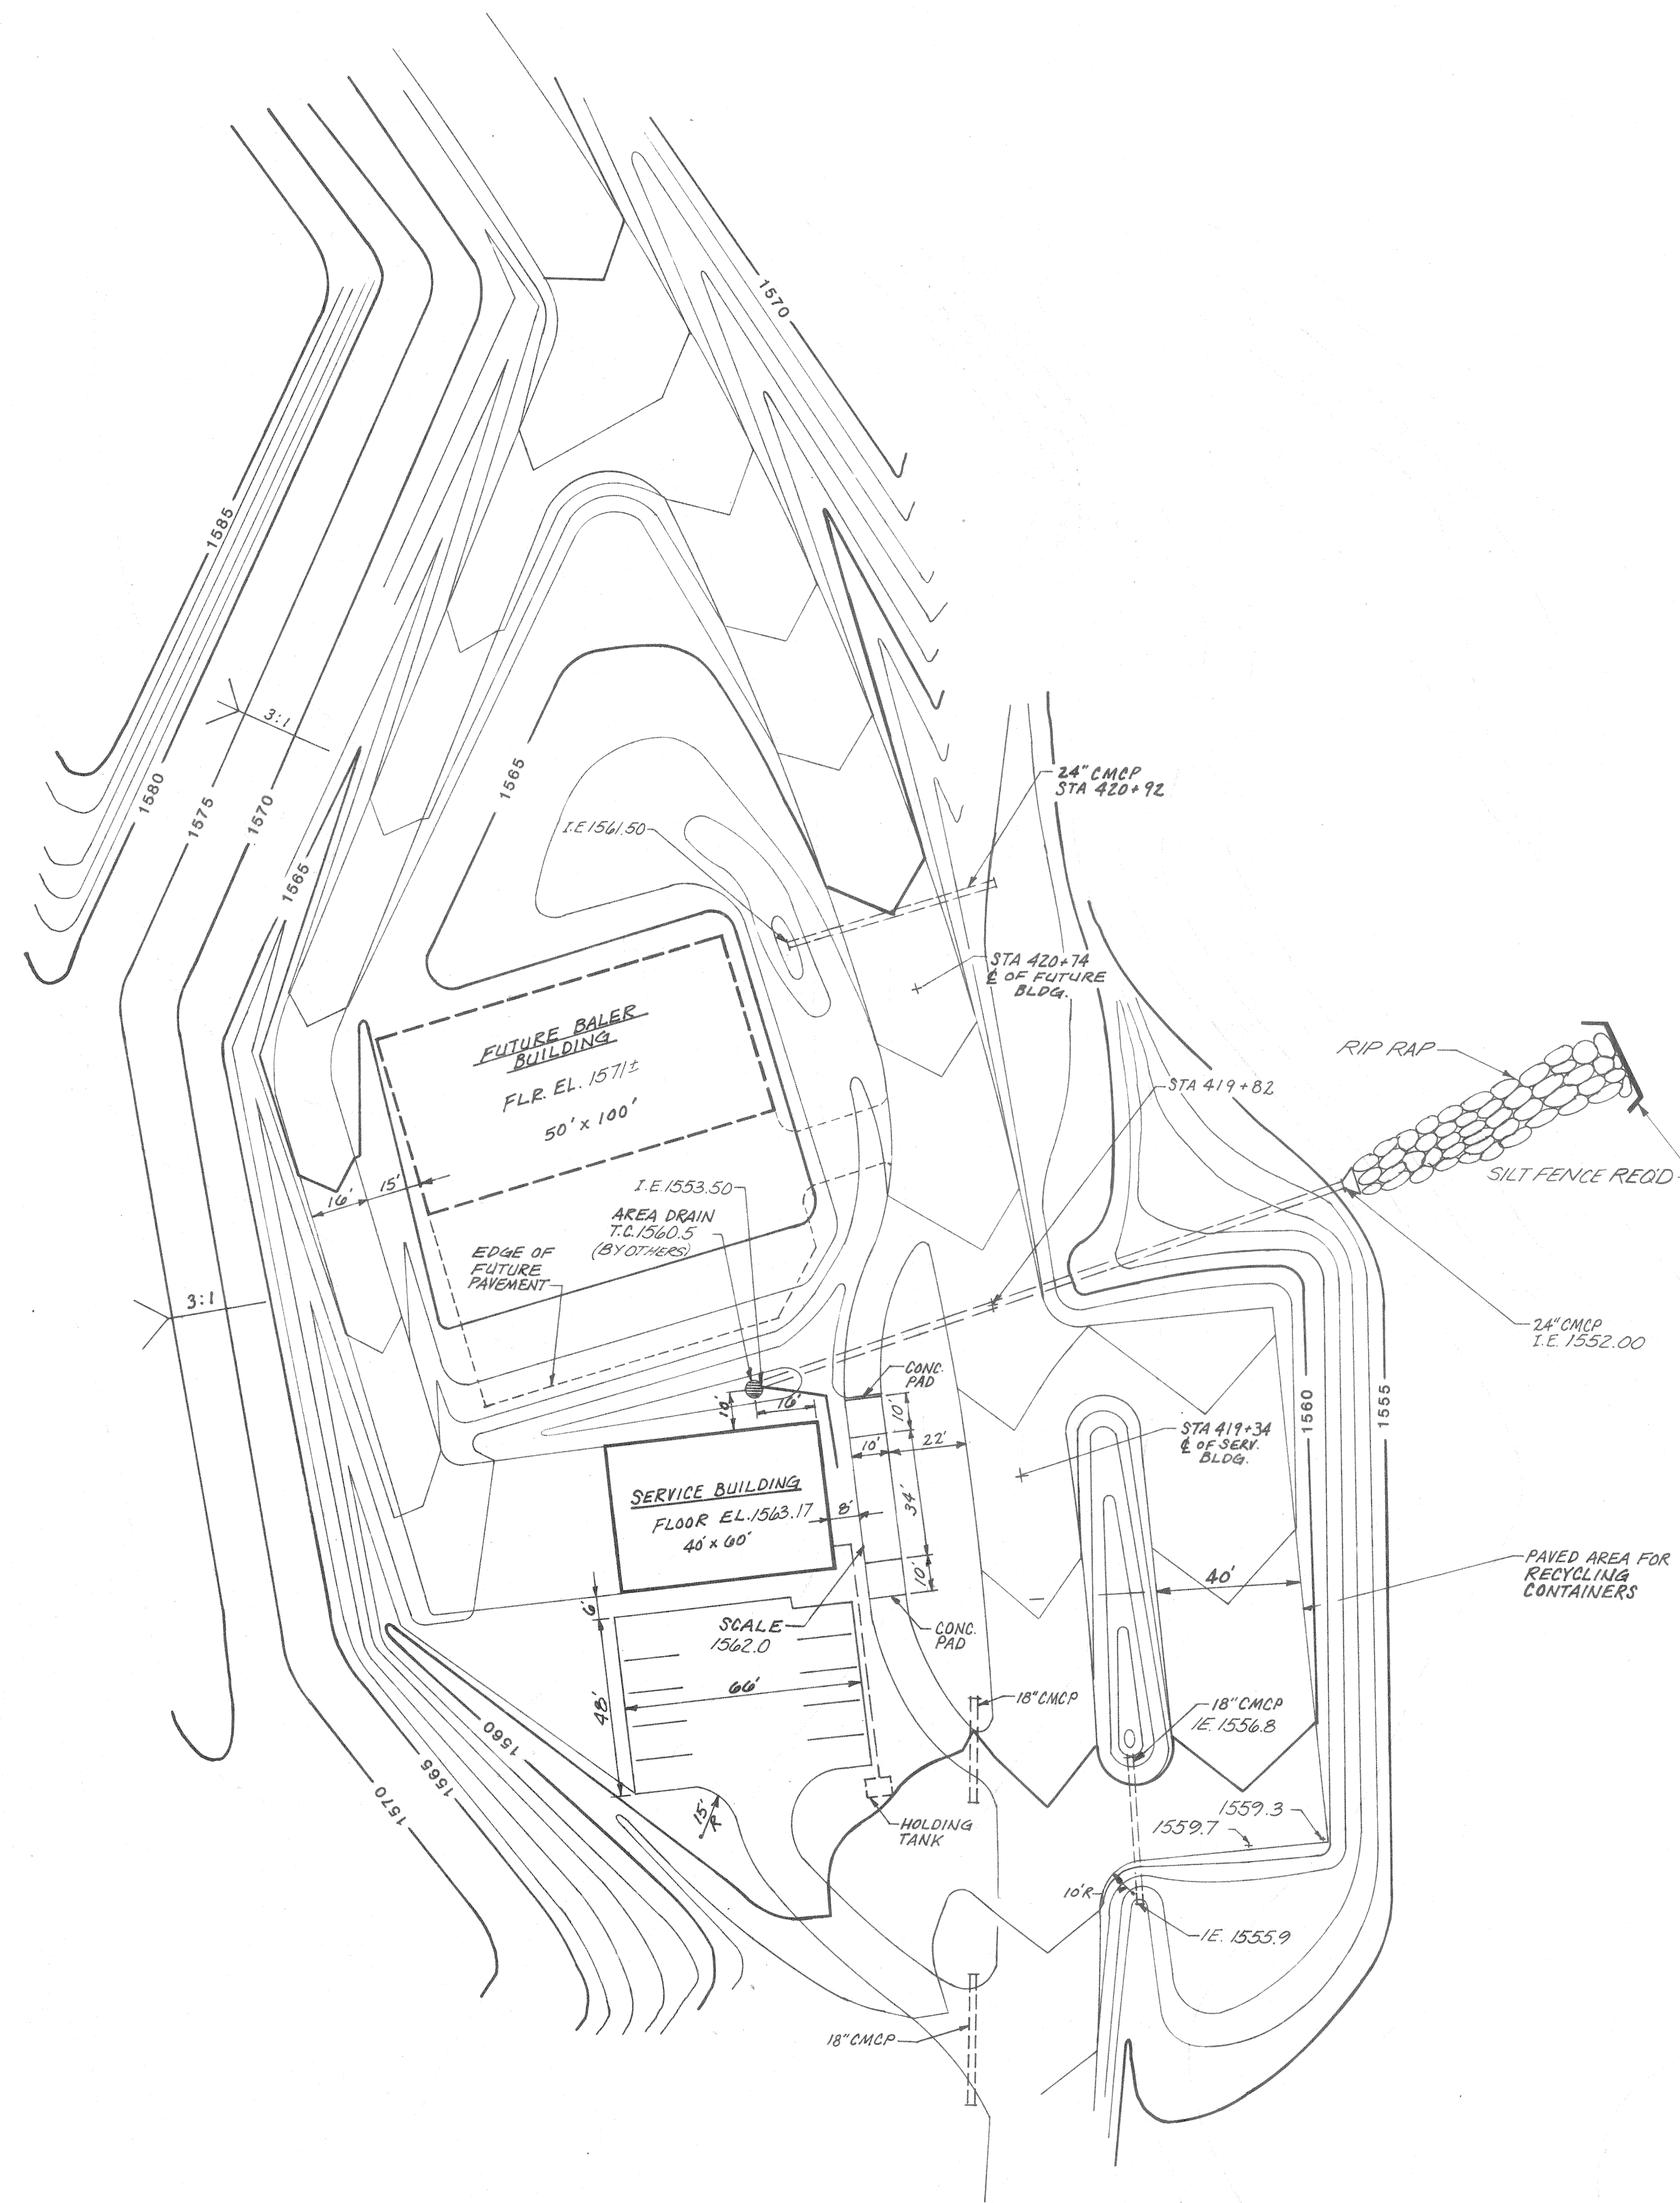 1570
1585
3:1
24" CMCP
STA 420+92
1580
1575
1570
1565
1565
I.E 1561.50
STA 420+74
℄ OF FUTURE
BLDG.
FUTURE BALER
BUILDING
FLR. EL. 1571±
50' x 100'
RIP RAP
STA 419+82
SILT FENCE REQ'D
16'
15'
I.E. 1553.50
AREA DRAIN
T.C. 1560.5
(BY OTHERS)
EDGE OF
FUTURE
PAVEMENT
3:1
24" CMCP
I.E. 1552.00
CONC.
PAD
10'
16'
10'
10'
22'
34'
10'
STA 419+34
℄ OF SERV.
BLDG.
1560
1555
SERVICE BUILDING
FLOOR EL. 1563.17
40' x 60'
8'
PAVED AREA FOR
RECYCLING
CONTAINERS
40'
6'
SCALE
1562.0
CONC.
PAD
66'
48'
18" CMCP
18" CMCP
IE. 1556.8
1560
1565
1570
15'
R
HOLDING
TANK
1559.3
1559.7
10'R
IE. 1555.9
18" CMCP